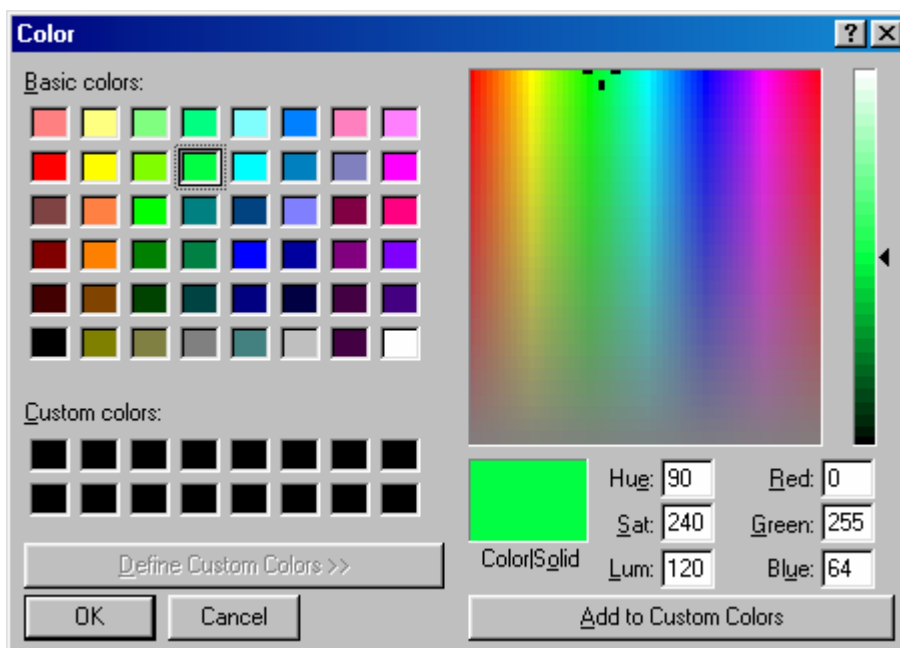 Color
Basic colors:
Custom colors:
Define Custom Colors >>
OK Cancel
Color|Solid
Hue: 90 Red: 0
Sat: 240 Green: 255
Lum: 120 Blue: 64
Add to Custom Colors